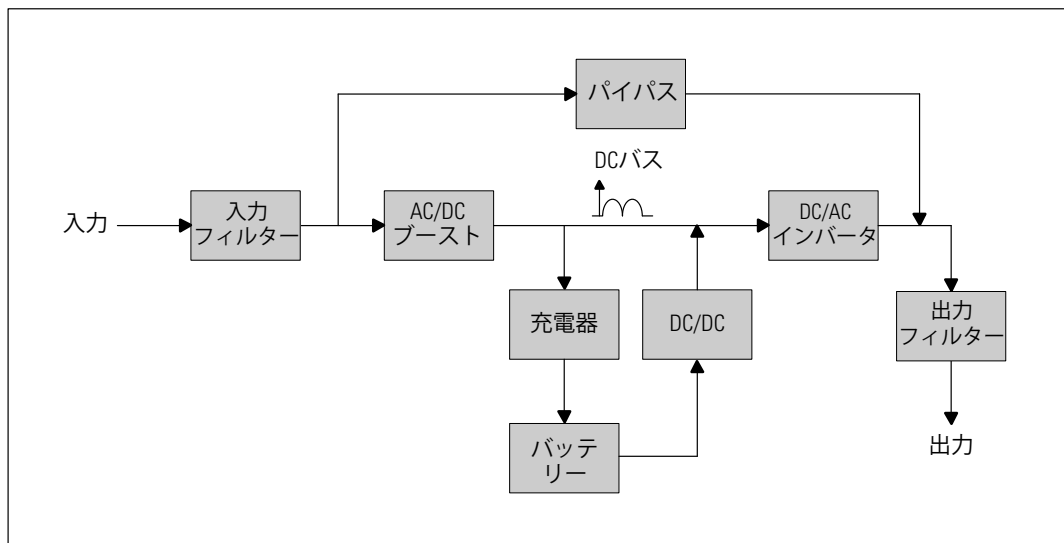 パイパス
DCバス
入力
入力
フィルター
AC/DC
ブースト
DC/AC
インバータ
充電器
DC/DC
出力
フィルター
バッテ
リー
出力